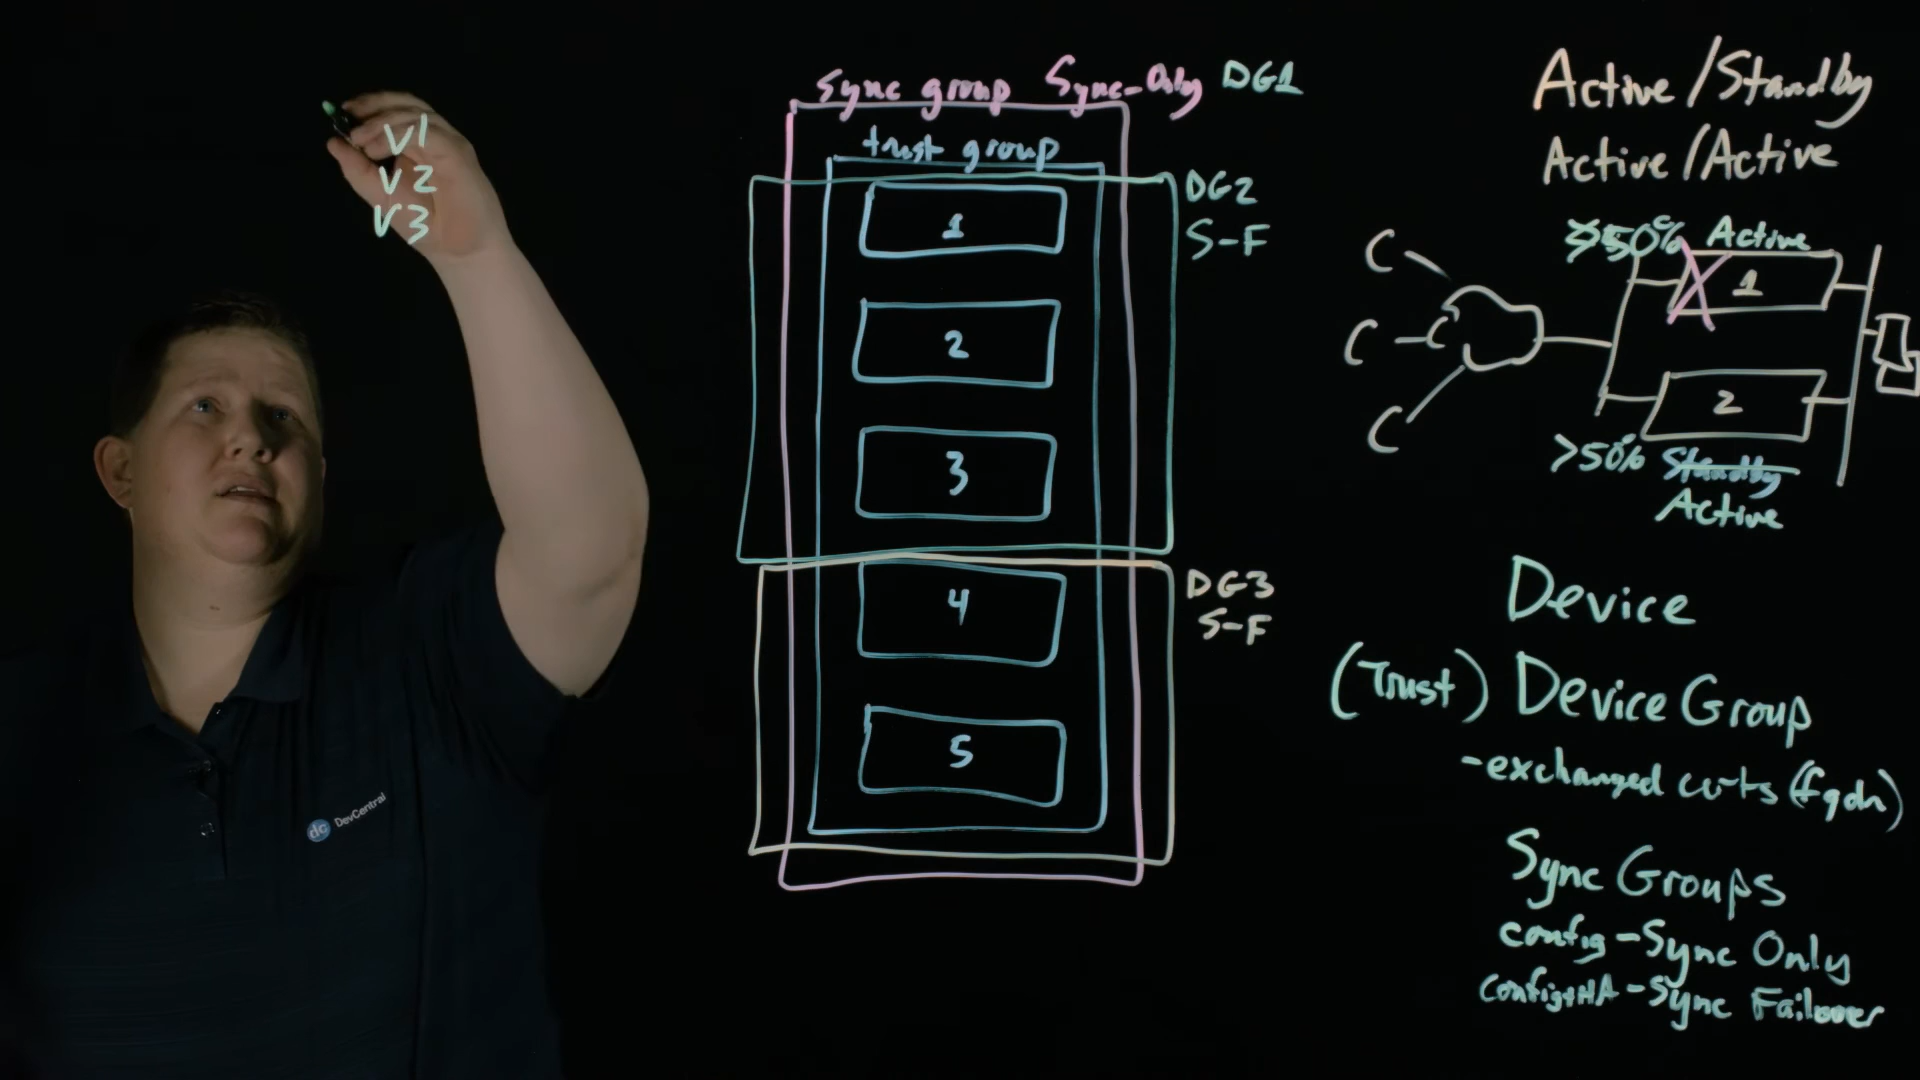 V1
V2
V3
dc DevCentral
Sync group Sync-Only DG1
trust group
1
2
3
4
5
DG2
S-F
DG3
S-F
Active/Standby
Active/Active
>50% Active
C
C
C
C
1
2
>50% Standby
Active
Device
(Trust) Device Group
-exchanged certs (fqdn)
Sync Groups
config-Sync Only
config+HA-Sync Failover